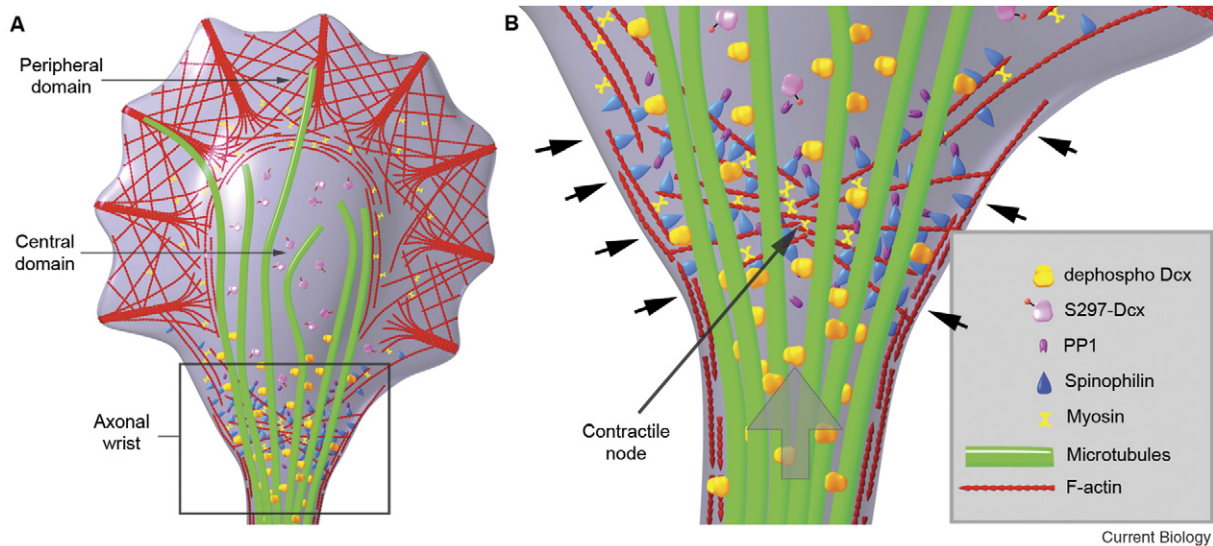 A
Peripheral
domain
Central
domain
Axonal
wrist
B
Contractile
node
dephospho Dcx
S297-Dcx
PP1
Spinophilin
Myosin
Microtubules
F-actin
Current Biology